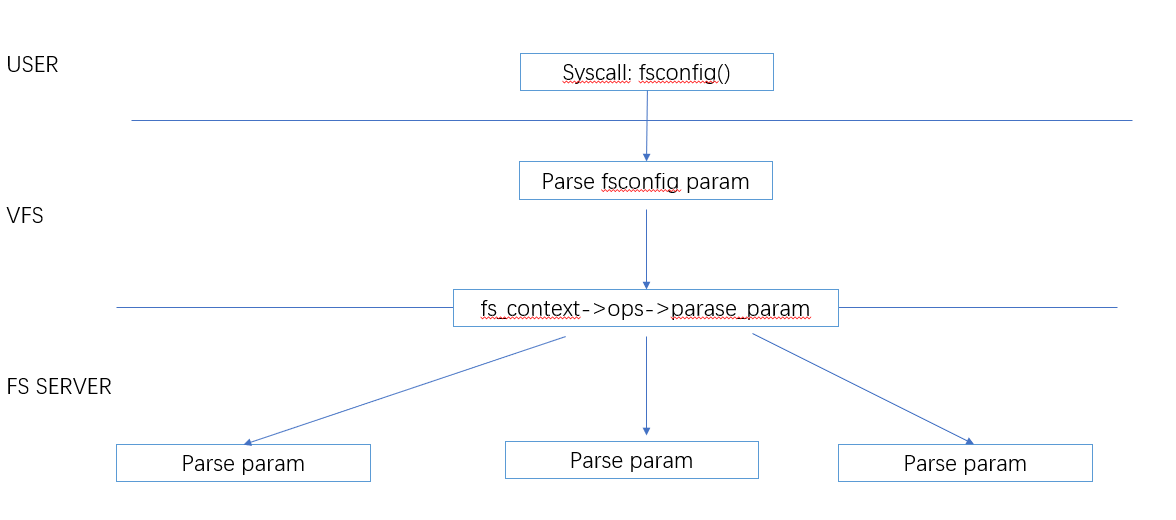 USER
Syscall: fsconfig()
Parse fsconfig param
VFS
fs_context->ops->parase_param
FS SERVER
Parse param
Parse param
Parse param